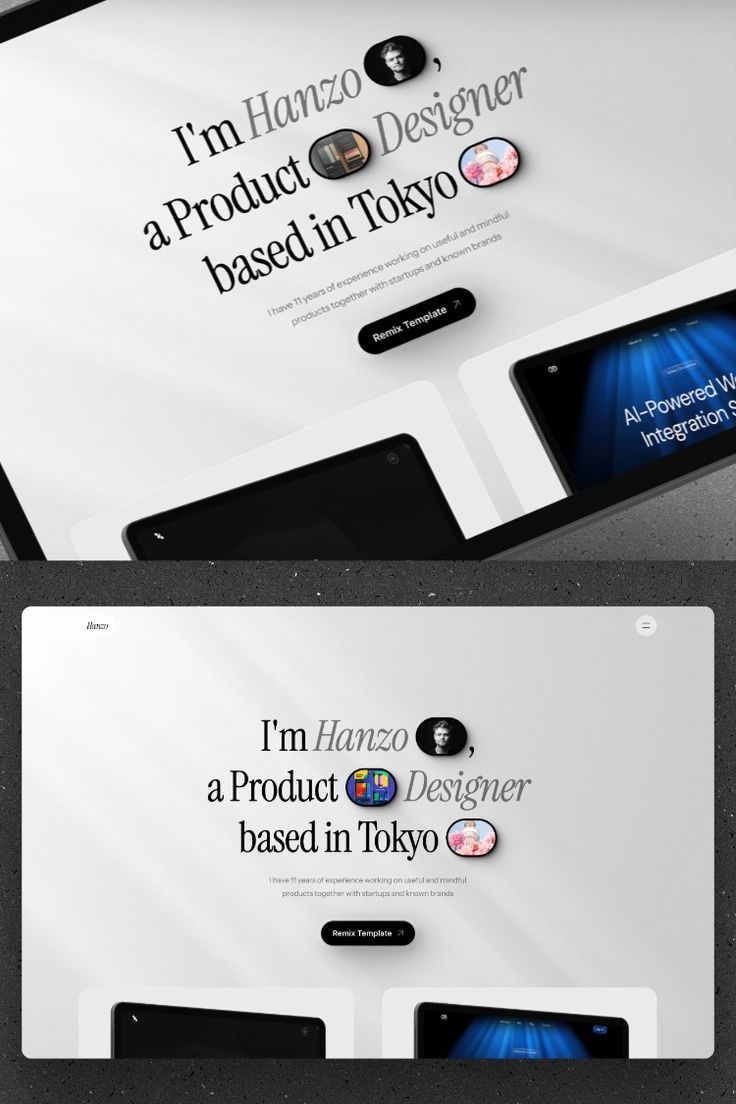 I'm Hanzo ,
a Product Designer
based in Tokyo
I have 11 years of experience working on useful and mindful
products together with startups and known brands
Remix Template
AI-Powered
Integration
Hanzo
I'm Hanzo ,
a Product Designer
based in Tokyo
I have 11 years of experience working on useful and mindful
products together with startups and known brands
Remix Template